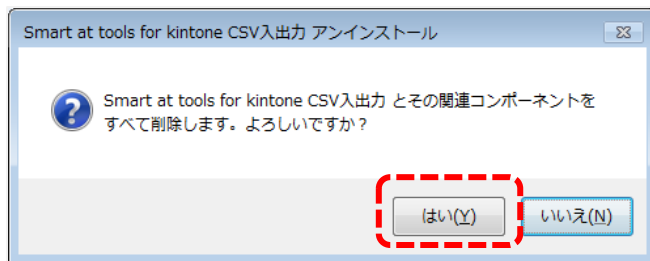 Smart at tools for kintone CSV入出力 アンインストール
Smart at tools for kintone CSV入出力 とその関連コンポーネントを
すべて削除します。よろしいですか？
はい(Y) いいえ(N)